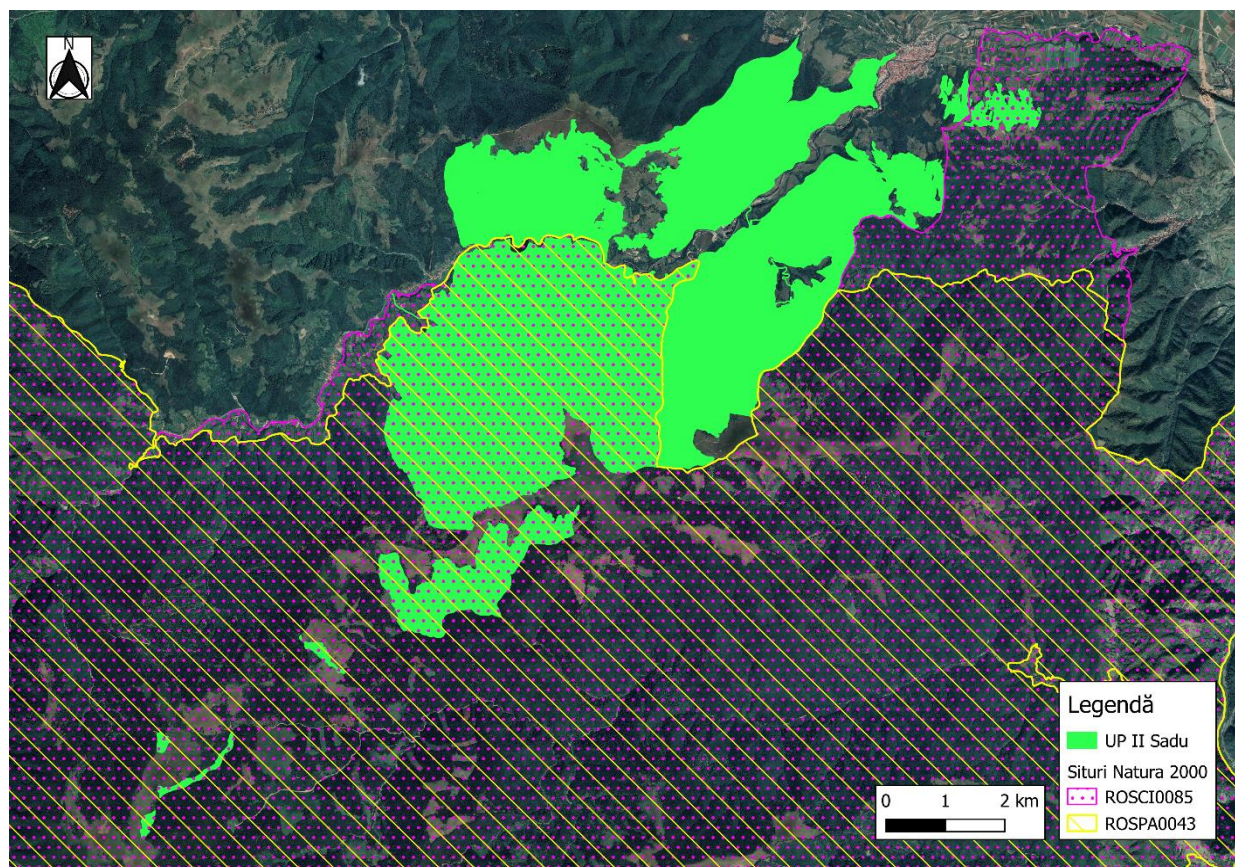 N
Legendă
UP II Sadu
Situri Natura 2000
ROSCI0085
ROSPA0043
0 1 2 km